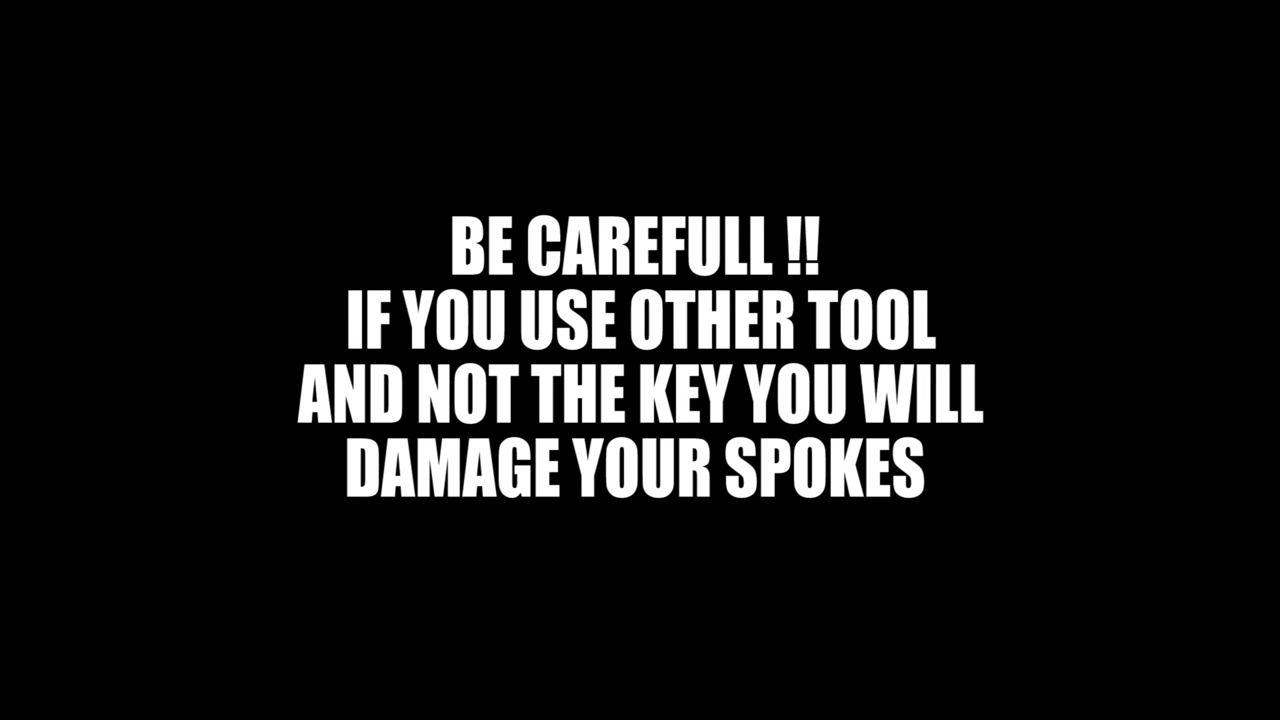 BE CAREFULL !!
IF YOU USE OTHER TOOL
AND NOT THE KEY YOU WILL
DAMAGE YOUR SPOKES